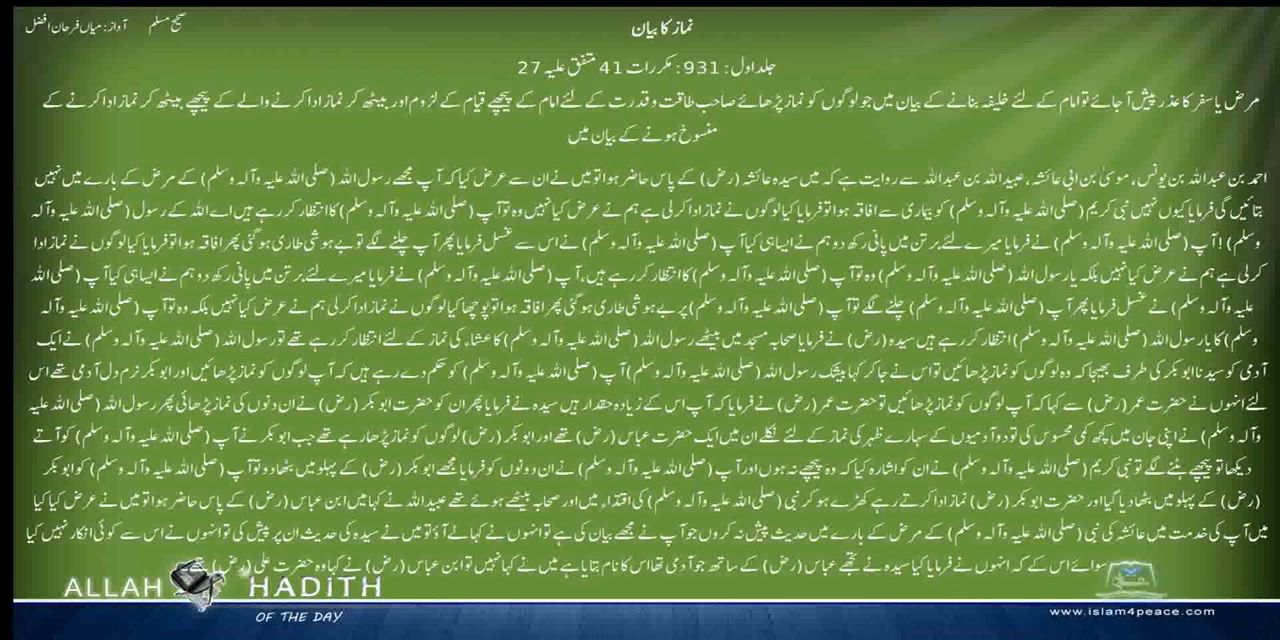 نماز کا بیان
صحیح مسلم آواز: میاں فرحان افضل
جلد اول : 931 : مکررات 41 متفق علیہ 27
مرض یا سفر کا عذر پیش آجائے تو امام کے لئے خلیفہ بنانے کے بیان میں جو لوگوں کو نماز پڑھائے صاحب طاقت و قدرت کے لئے امام کے پیچھے قیام کے لزوم اور بیٹھ کر نماز ادا کرنے والے کے پیچھے بیٹھ کر نماز ادا کرنے کے
منسوخ ہونے کے بیان میں
احمد بن عبداللہ بن یونس، موسیٰ بن ابی عائشہ، عبیداللہ بن عبداللہ سے روایت ہے کہ میں سیدہ عائشہ (رض) کے پاس حاضر ہوا تو میں نے ان سے عرض کیا کہ آپ مجھے رسول اللہ (صلی اللہ علیہ وآلہ وسلم) کے مرض کے بارے میں نہیں
بتائیں گی فرمایا کیوں نہیں نبی کریم (صلی اللہ علیہ وآلہ وسلم) کو بیماری سے افاقہ ہوا تو فرمایا کیا لوگوں نے نماز ادا کر لی ہے ہم نے عرض کیا نہیں وہ تو آپ (صلی اللہ علیہ وآلہ وسلم) کا انتظار کر رہے ہیں اے اللہ کے رسول (صلی اللہ علیہ وآلہ
وسلم) ! آپ (صلی اللہ علیہ وآلہ وسلم) نے فرمایا میرے لئے برتن میں پانی رکھ دو ہم نے ایسا ہی کیا آپ (صلی اللہ علیہ وآلہ وسلم) نے اس سے غسل فرمایا پھر آپ چلنے لگے تو بے ہوشی طاری ہو گئی پھر افاقہ ہوا تو فرمایا کیا لوگوں نے نماز ادا
کر لی ہے ہم نے عرض کیا نہیں بلکہ یا رسول اللہ (صلی اللہ علیہ وآلہ وسلم) وہ تو آپ (صلی اللہ علیہ وآلہ وسلم) کا انتظار کر رہے ہیں، آپ (صلی اللہ علیہ وآلہ وسلم) نے فرمایا میرے لئے برتن میں پانی رکھ دو ہم نے ایسا ہی کیا آپ (صلی اللہ
علیہ وآلہ وسلم) نے غسل فرمایا پھر آپ (صلی اللہ علیہ وآلہ وسلم) چلنے لگے تو آپ (صلی اللہ علیہ وآلہ وسلم) پر بے ہوشی طاری ہو گئی پھر افاقہ ہوا تو پوچھا کیا لوگوں نے نماز ادا کر لی ہم نے عرض کیا نہیں بلکہ وہ تو آپ (صلی اللہ علیہ وآلہ
وسلم) کا یا رسول اللہ (صلی اللہ علیہ وآلہ وسلم) انتظار کر رہے ہیں سیدہ (رض) نے فرمایا صحابہ مسجد میں بیٹھے رسول اللہ (صلی اللہ علیہ وآلہ وسلم) کا عشاء کی نماز کے لئے انتظار کر رہے تھے تو رسول اللہ (صلی اللہ علیہ وآلہ وسلم) نے ایک
آدمی کو سیدنا ابوبکر کی طرف بھیجا کہ وہ لوگوں کو نماز پڑھائیں تو اس نے جا کر کہا بیشک رسول اللہ (صلی اللہ علیہ وآلہ وسلم) آپ (صلی اللہ علیہ وآلہ وسلم) کو حکم دے رہے ہیں کہ آپ لوگوں کو نماز پڑھائیں اور ابوبکر نرم دل آدمی تھے اس
لئے انہوں نے حضرت عمر (رض) سے کہا کہ آپ لوگوں کو نماز پڑھائیں تو حضرت عمر (رض) نے فرمایا کہ آپ اس کے زیادہ حقدار ہیں سیدہ نے فرمایا پھر ان کو حضرت ابوبکر (رض) نے ان دنوں کی نماز پڑھائی پھر رسول اللہ (صلی اللہ علیہ
وآلہ وسلم) نے اپنی جان میں کچھ کمی محسوس کی تو دو آدمیوں کے سہارے ظہر کی نماز کے لئے نکلے ان میں ایک حضرت عباس (رض) تھے اور ابوبکر (رض) لوگوں کو نماز پڑھا رہے تھے جب ابوبکر نے آپ (صلی اللہ علیہ وآلہ وسلم) کو آتے
دیکھا تو پیچھے ہٹنے لگے تو نبی کریم (صلی اللہ علیہ وآلہ وسلم) نے ان کو اشارہ کیا کہ وہ پیچھے نہ ہوں اور آپ (صلی اللہ علیہ وآلہ وسلم) نے ان دونوں کو فرمایا مجھے ابوبکر (رض) کے پہلو میں بٹھا دو تو آپ (صلی اللہ علیہ وآلہ وسلم) کو ابوبکر
(رض) کے پہلو میں بٹھا دیا گیا اور حضرت ابوبکر (رض) نماز ادا کرتے رہے کھڑے ہو کر نبی (صلی اللہ علیہ وآلہ وسلم) کی اقتداء میں اور صحابہ بیٹھے ہوئے تھے عبیداللہ نے کہا میں ابن عباس (رض) کے پاس حاضر ہوا تو میں نے عرض کیا کیا
میں آپ کی خدمت میں عائشہ کی نبی (صلی اللہ علیہ وآلہ وسلم) کے مرض کے بارے میں حدیث پیش نہ کروں جو آپ نے مجھے بیان کی ہے تو انہوں نے کہا لے آؤ تو میں نے سیدہ کی حدیث ان پر پیش کی تو انہوں نے اس سے کوئی انکار نہیں کیا
سوائے اس کے کہ انہوں نے فرمایا کیا سیدہ نے تجھے عباس (رض) کے ساتھ جو آدمی تھا اس کا نام بتایا ہے میں نے کہا نہیں تو ابن عباس (رض) نے کہا وہ حضرت علی (رض)
ALLAH HADITH
OF THE DAY
www.islam4peace.com